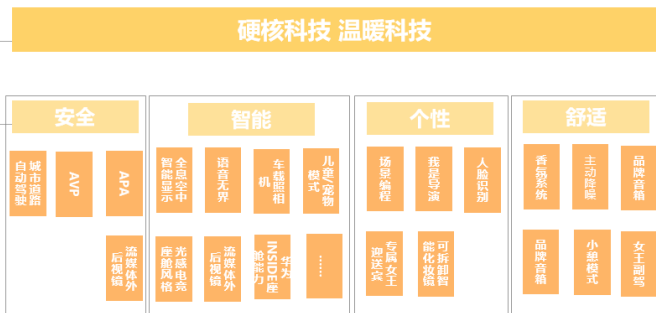 硬核科技 温暖科技
安全
智能
个性
舒适
城市道路
自动驾驶
AVP
APA
流媒体外
后视镜
全息空中
智能显示
语音无界
车载照相
机
儿童/宠物
模式
光感电竞
座舱风格
流媒体外
后视镜
华为
INSIDE座
舱能力
……
场景编程
我是导演
人脸识别
专属女王
迎送宾
可拆卸智
能化妆镜
香氛系统
主动降噪
品牌音箱
品牌音箱
小憩模式
女王副驾